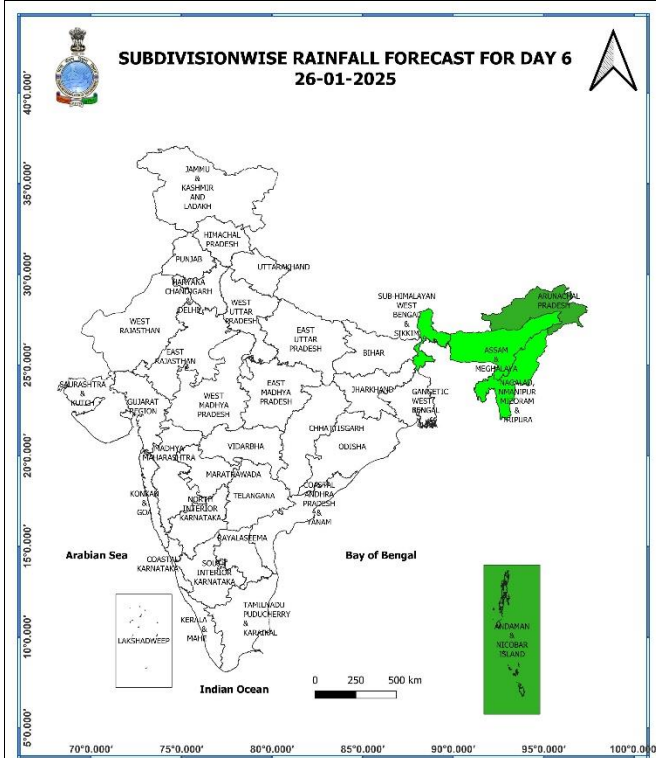 SUBDIVISIONWISE RAINFALL FORECAST FOR DAY 6
26-01-2025
40°0.000'
35°0.000'
30°0.000'
25°0.000'
20°0.000'
15°0.000'
10°0.000'
5°0.000'
JAMMU
&
KASHMIR
AND
LADAKH
HIMACHAL
PRADESH
PUNJAB
UTTARAKHAND
HARYANA
CHANDIGARH
&
DELHI
WEST
UTTAR
PRADESH
WEST
RAJASTHAN
EAST
RAJASTHAN
EAST
UTTAR
PRADESH
SUB HIMALAYAN
WEST
BENGAL
&
SIKKIM
ARUNACHAL
PRADESH
BIHAR
ASSAM
&
MEGHALAYA
NAGALAD,
NMANIPUR
MIZORAM
&
TRIPURA
SAURASHTRA
&
KUTCH
GUJARAT
REGION
WEST
MADHYA
PRADESH
EAST
MADHYA
PRADESH
JHARKHAND
GANGETIC
WEST
BENGAL
CHHATTISGARH
ODISHA
MADHYA
MAHARASHTRA
VIDARBHA
MARATHWADA
TELANGANA
KONKAN
&
GOA
NORTH
INTERIOR
KARNATAKA
COASTAL
ANDHRA
PRADESH
&
YANAM
RAYALASEEMA
Arabian Sea
Bay of Bengal
COASTAL
KARNATAKA
SOUTH
INTERIOR
KARNATAKA
TAMILNADU
PUDUCHERRY
&
KARAIKAL
KERALA
&
MAHE
LAKSHADWEEP
ANDAMAN
&
NICOBAR
ISLAND
Indian Ocean
0 250 500 km
70°0.000' 75°0.000' 80°0.000' 85°0.000' 90°0.000' 95°0.000' 100°0.000'